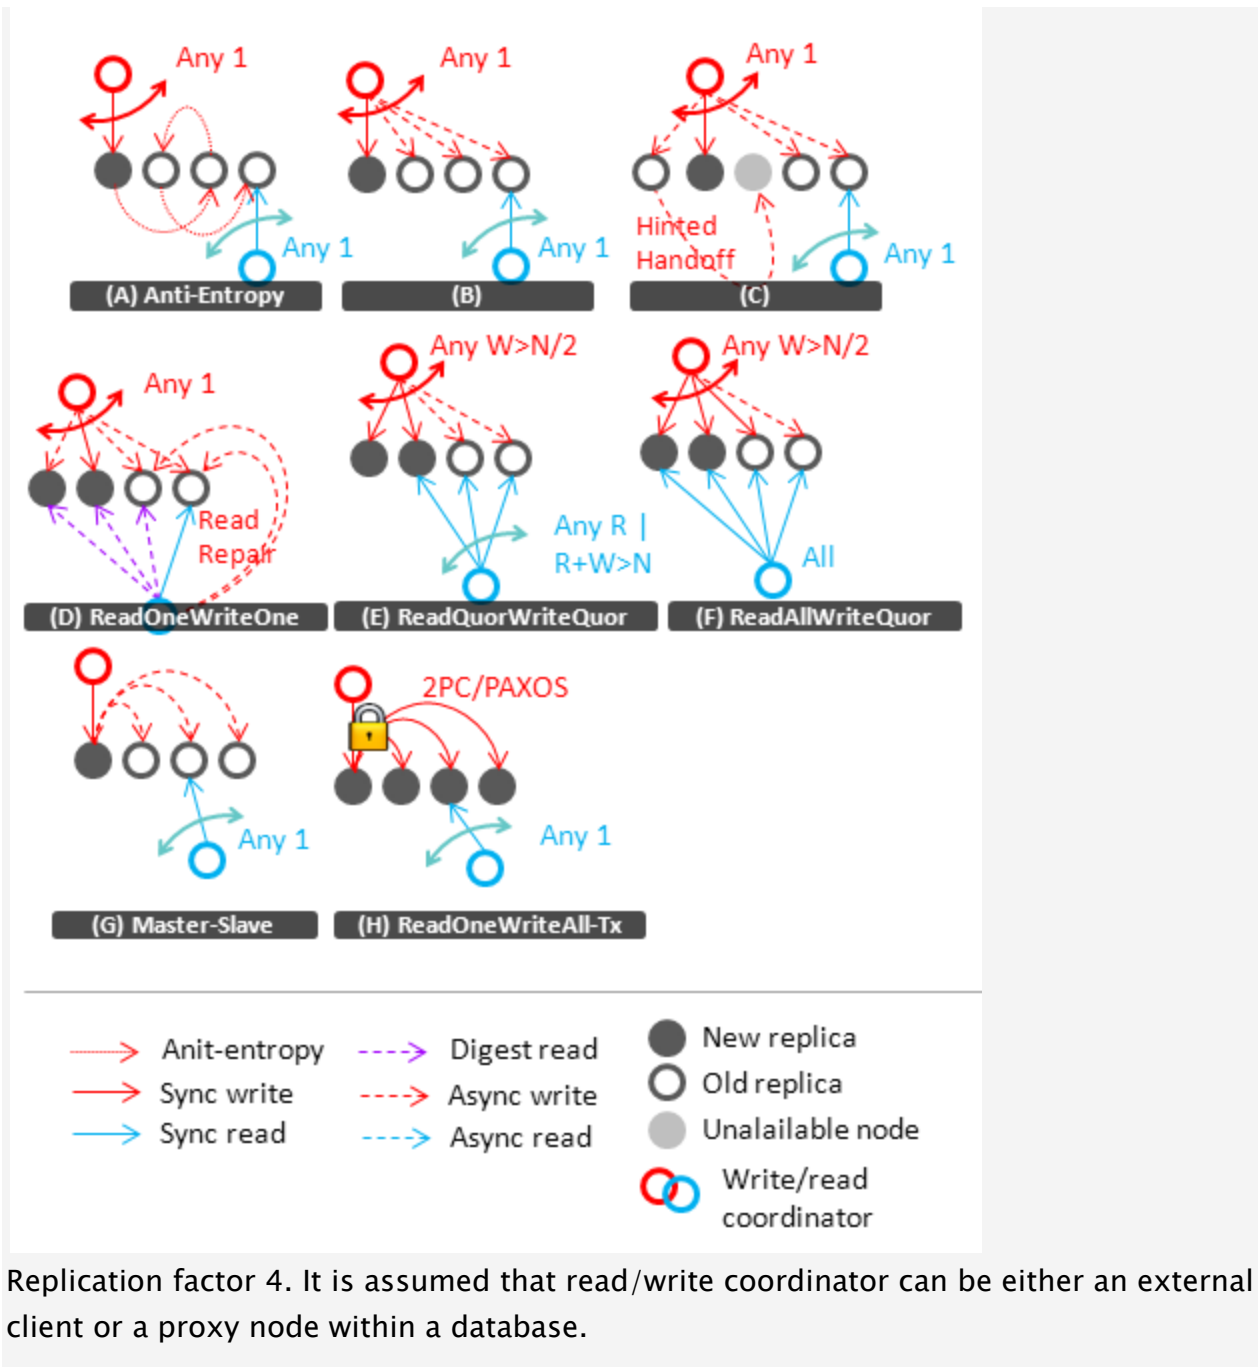 Any 1
Any 1
Any 1
Hinted
Handoff
Any 1
Any 1
Any 1
(A) Anti-Entropy
(B)
(C)
Any W>N/2
Any W>N/2
Any 1
Read
Repair
Any R |
R+W>N
All
(D) ReadOneWriteOne
(E) ReadQuorWriteQuor
(F) ReadAllWriteQuor
2PC/PAXOS
Any 1
Any 1
(G) Master-Slave
(H) ReadOneWriteAll-Tx
Anit-entropy
Sync write
Sync read
Digest read
Async write
Async read
New replica
Old replica
Unalailable node
Write/read
coordinator
Replication factor 4. It is assumed that read/write coordinator can be either an external
client or a proxy node within a database.